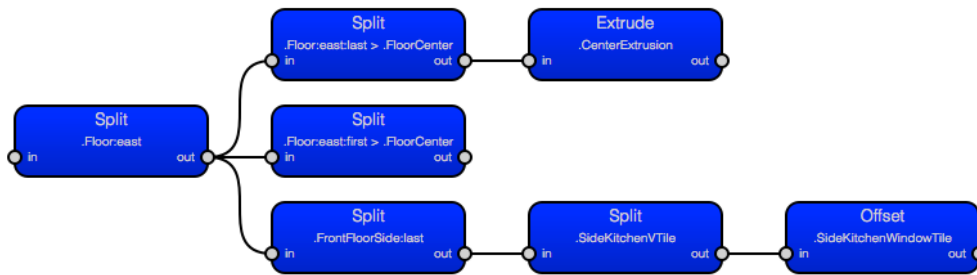 Split
.Floor:east:last > .FloorCenter
in out
Extrude
.CenterExtrusion
in out
Split
.Floor:east
in out
Split
.Floor:east:first > .FloorCenter
in out
Split
.FrontFloorSide:last
in out
Split
.SideKitchenVTile
in out
Offset
.SideKitchenWindowTile
in out